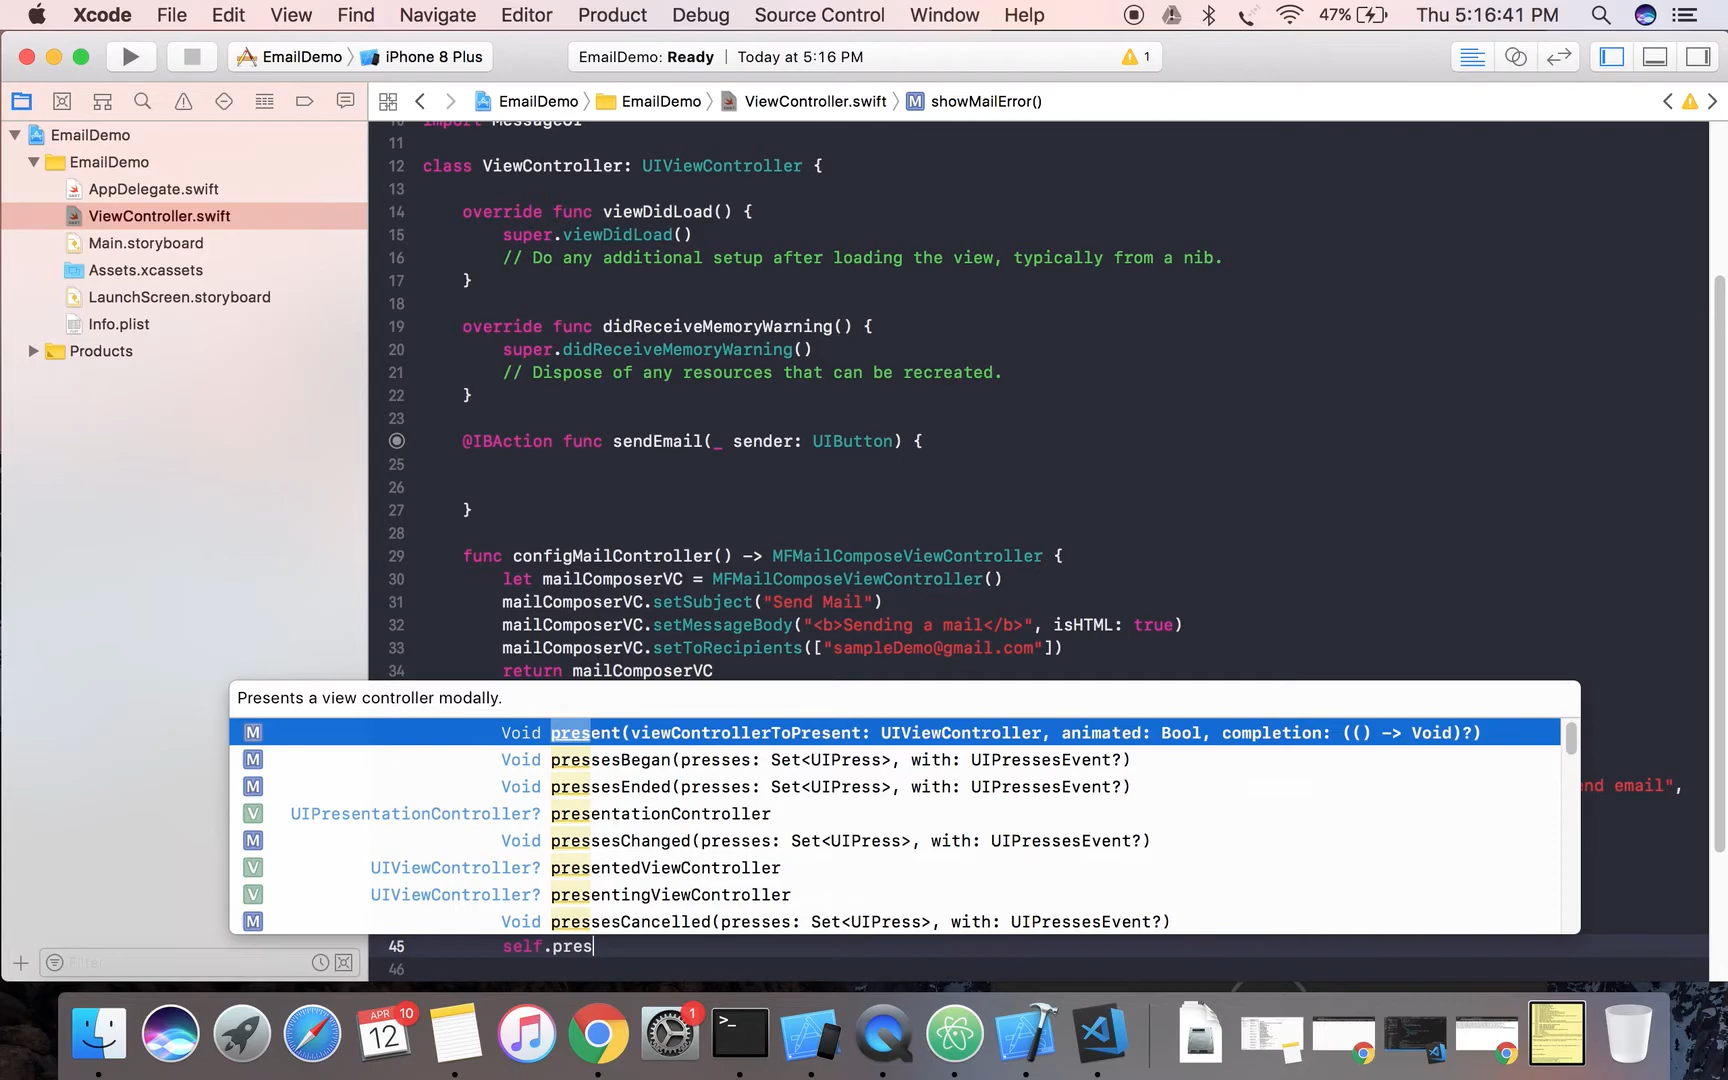 Xcode File Edit View Find Navigate Editor Product Debug Source Control Window Help 47% Thu 5:16:41 PM
EmailDemo iPhone 8 Plus EmailDemo: Ready | Today at 5:16 PM 1
EmailDemo EmailDemo ViewController.swift M showMailError()
EmailDemo
EmailDemo
AppDelegate.swift
ViewController.swift
Main.storyboard
Assets.xcassets
LaunchScreen.storyboard
Info.plist
Products
Filter
10 import
11
12 class ViewController: UIViewController {
13
14 override func viewDidLoad() {
15 super.viewDidLoad()
16 // Do any additional setup after loading the view, typically from a nib.
17 }
18
19 override func didReceiveMemoryWarning() {
20 super.didReceiveMemoryWarning()
21 // Dispose of any resources that can be recreated.
22 }
23
@IBAction func sendEmail(_ sender: UIButton) {
25
26
27 }
28
29 func configMailController() -> MFMailComposeViewController {
30 let mailComposerVC = MFMailComposeViewController()
31 mailComposerVC.setSubject("Send Mail")
32 mailComposerVC.setMessageBody("<b>Sending a mail</b>", isHTML: true)
33 mailComposerVC.setToRecipients(["sampleDemo@gmail.com"])
34 return mailComposerVC
Presents a view controller modally.
M Void present(viewControllerToPresent: UIViewController, animated: Bool, completion: (() -> Void)?)
M Void pressesBegan(presses: Set<UIPress>, with: UIPressesEvent?)
M Void pressesEnded(presses: Set<UIPress>, with: UIPressesEvent?)
nd email",
V UIPresentationController? presentationController
M Void pressesChanged(presses: Set<UIPress>, with: UIPressesEvent?)
V UIViewController? presentedViewController
V UIViewController? presentingViewController
M Void pressesCancelled(presses: Set<UIPress>, with: UIPressesEvent?)
45 self.pres
46
APR 10 1
12
>_